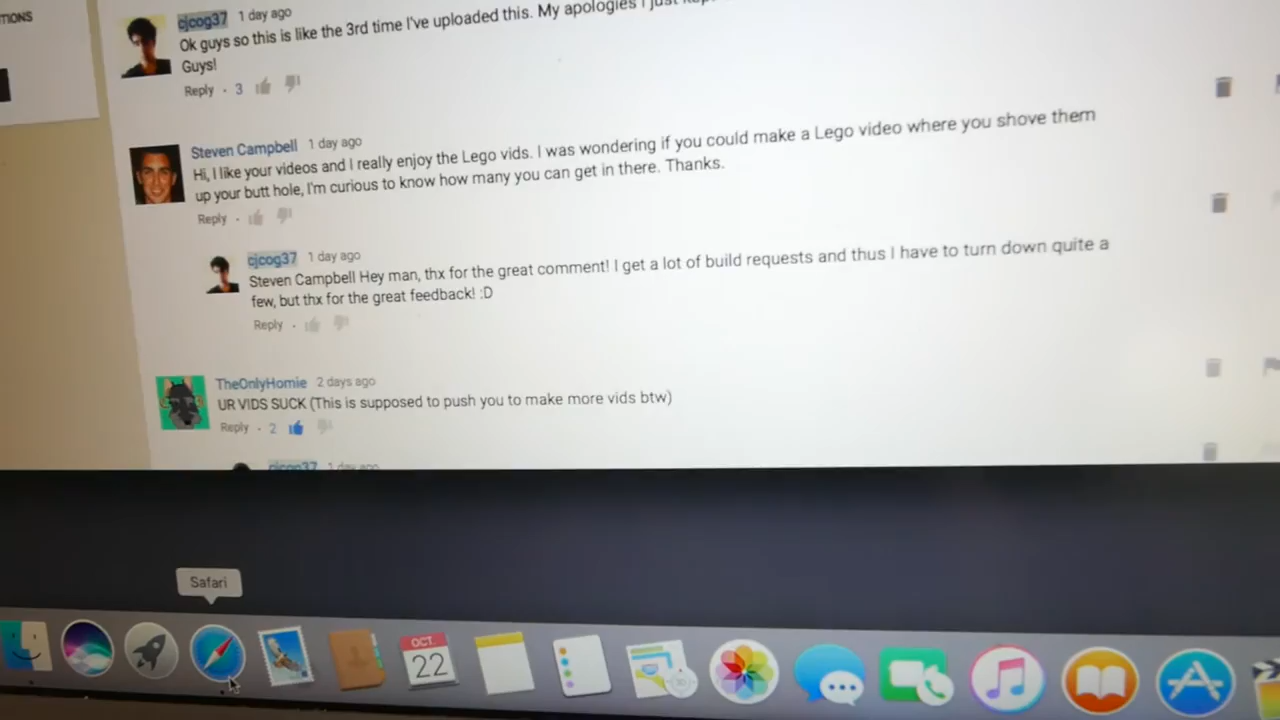 TIONS
cjcog37 1 day ago
Ok guys so this is like the 3rd time I've uploaded this. My apologies I just
Guys!
Reply · 3
Steven Campbell 1 day ago
Hi, I like your videos and I really enjoy the Lego vids. I was wondering if you could make a Lego video where you shove them
up your butt hole, I'm curious to know how many you can get in there. Thanks.
Reply ·
cjcog37 1 day ago
Steven Campbell Hey man, thx for the great comment! I get a lot of build requests and thus I have to turn down quite a
few, but thx for the great feedback! :D
Reply ·
TheOnlyHomie 2 days ago
UR VIDS SUCK (This is supposed to push you to make more vids btw)
Reply · 2
cjcog37 1 day ago
Safari
OCT
22